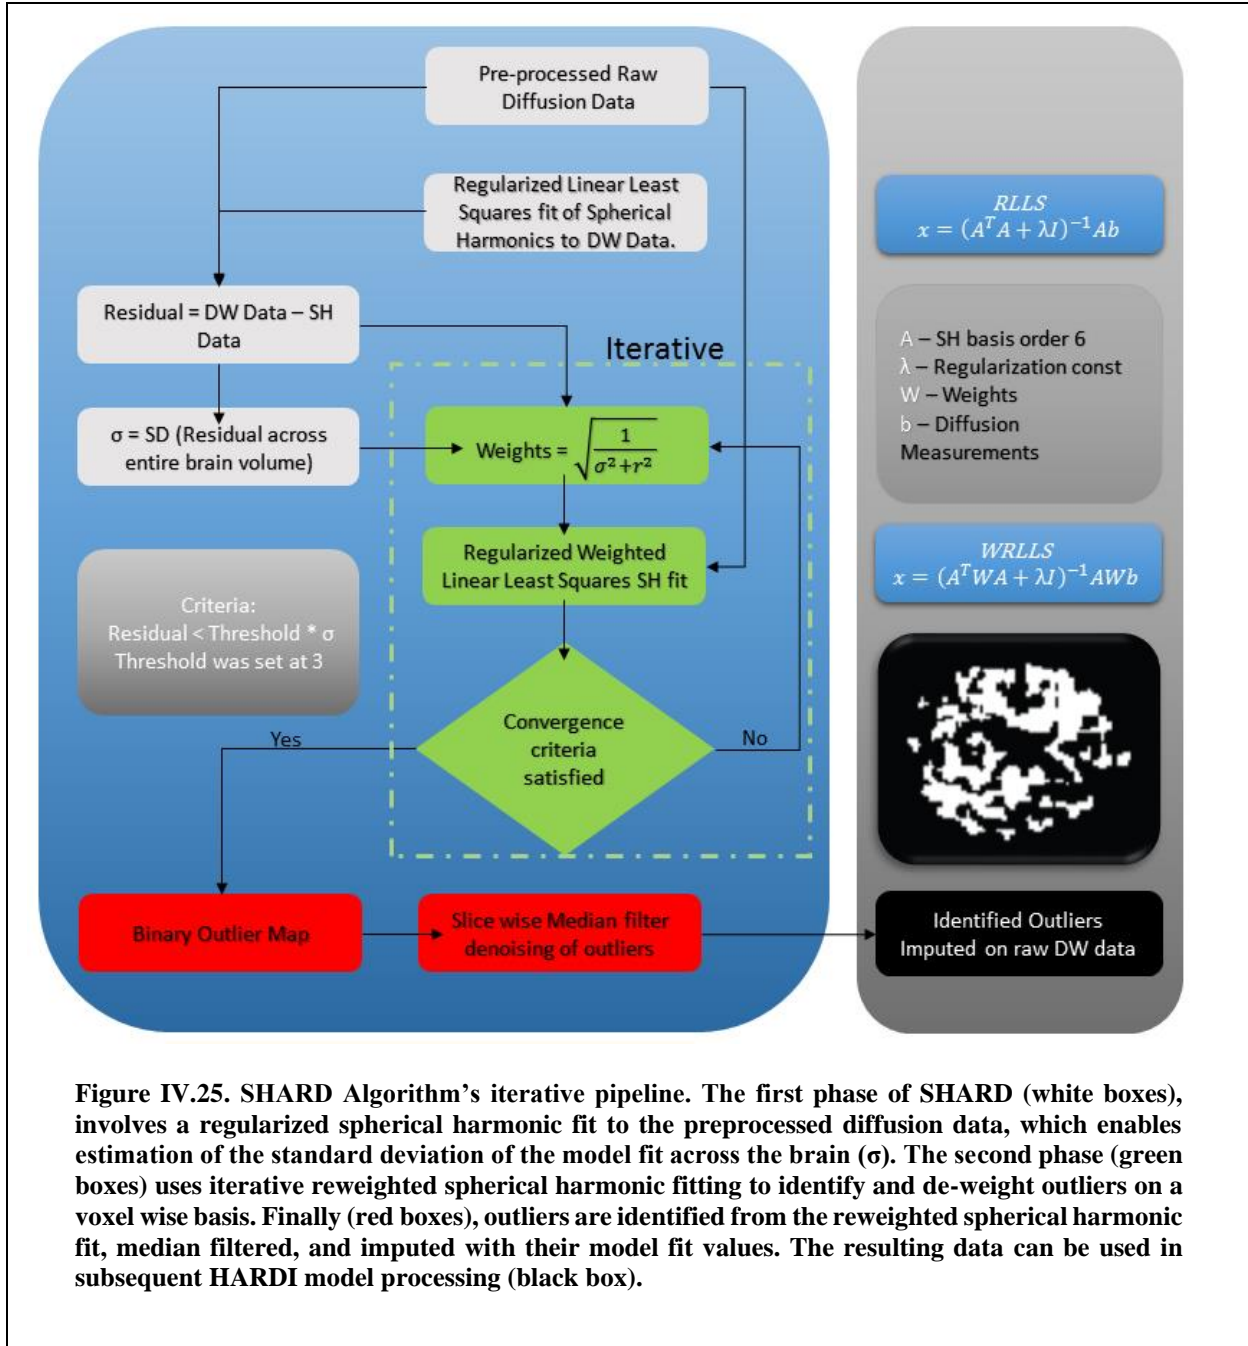 Pre-processed Raw
Diffusion Data
Regularized Linear Least
Squares fit of Spherical
Harmonics to DW Data.
Residual = DW Data – SH
Data
σ = SD (Residual across
entire brain volume)
Iterative
Weights = √(1/(σ²+r²))
Regularized Weighted
Linear Least Squares SH fit
Criteria:
Residual < Threshold * σ
Threshold was set at 3
Convergence
criteria
satisfied
Yes
No
Binary Outlier Map
Slice wise Median filter
denoising of outliers
RLLS
x = (AᵀA + λI)⁻¹Ab
A – SH basis order 6
λ – Regularization const
W – Weights
b – Diffusion
Measurements
WRLLS
x = (AᵀWA + λI)⁻¹AWb
Identified Outliers
Imputed on raw DW data
Figure IV.25. SHARD Algorithm's iterative pipeline. The first phase of SHARD (white boxes),
involves a regularized spherical harmonic fit to the preprocessed diffusion data, which enables
estimation of the standard deviation of the model fit across the brain (σ). The second phase (green
boxes) uses iterative reweighted spherical harmonic fitting to identify and de-weight outliers on a
voxel wise basis. Finally (red boxes), outliers are identified from the reweighted spherical harmonic
fit, median filtered, and imputed with their model fit values. The resulting data can be used in
subsequent HARDI model processing (black box).